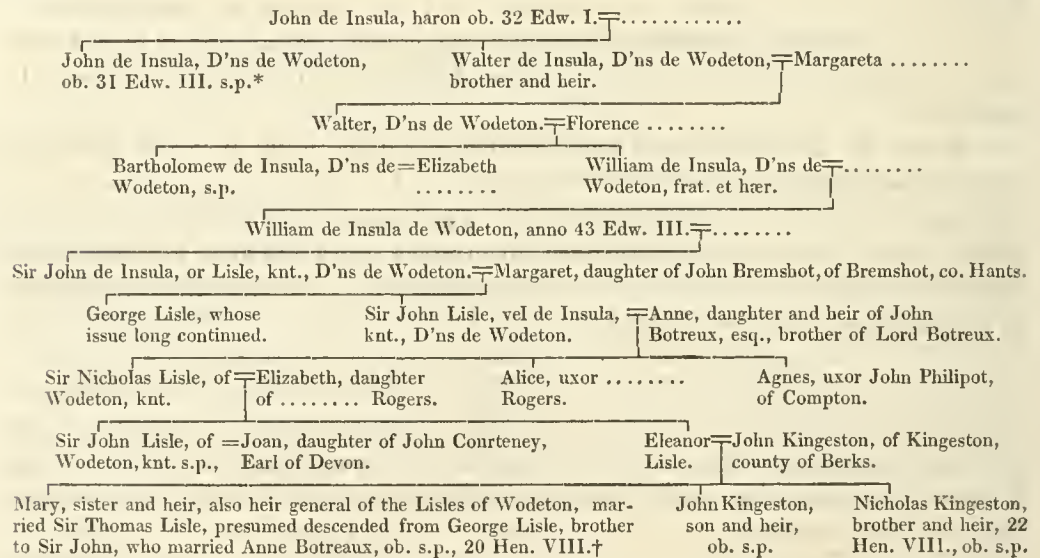 John de Insula, haron ob. 32 Edw. I.=............
John de Insula, D'ns de Wodeton,
ob. 31 Edw. III. s.p.*
Walter de Insula, D'ns de Wodeton,=Margareta ........
brother and heir.
Walter, D'ns de Wodeton.=Florence ........
Bartholomew de Insula, D'ns de=Elizabeth
Wodeton, s.p. ........
William de Insula, D'ns de=........
Wodeton, frat. et hær.
William de Insula de Wodeton, anno 43 Edw. III.=........
Sir John de Insula, or Lisle, knt., D'ns de Wodeton.=Margaret, daughter of John Bremshot, of Bremshot, co. Hants.
George Lisle, whose
issue long continued.
Sir John Lisle, vel de Insula, =Anne, daughter and heir of John
knt., D'ns de Wodeton. Botreux, esq., brother of Lord Botreux.
Sir Nicholas Lisle, of=Elizabeth, daughter
Wodeton, knt. of ........ Rogers.
Alice, uxor ........
Rogers.
Agnes, uxor John Philipot,
of Compton.
Sir John Lisle, of =Joan, daughter of John Courteney,
Wodeton, knt. s.p., Earl of Devon.
Eleanor=John Kingeston, of Kingeston,
Lisle. county of Berks.
Mary, sister and heir, also heir general of the Lisles of Wodeton, mar-
ried Sir Thomas Lisle, presumed descended from George Lisle, brother
to Sir John, who married Anne Botreaux, ob. s.p., 20 Hen. VIII.†
John Kingeston,
son and heir,
ob. s.p.
Nicholas Kingeston,
brother and heir, 22
Hen. VIII., ob. s.p.